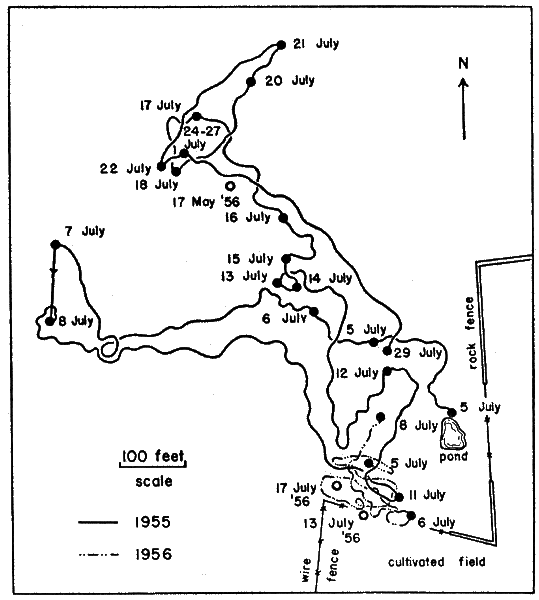 21 July
20 July
N
17 July
24-27
1 July
22 July
18 July
17 May '56
16 July
7 July
15 July
13 July
14 July
6 July
8 July
5 July
29 July
rock fence
12 July
5 July
8 July
pond
5 July
100 feet
scale
17 July
'56
11 July
13 July
'56
6 July
1955
1956
wire fence
cultivated field